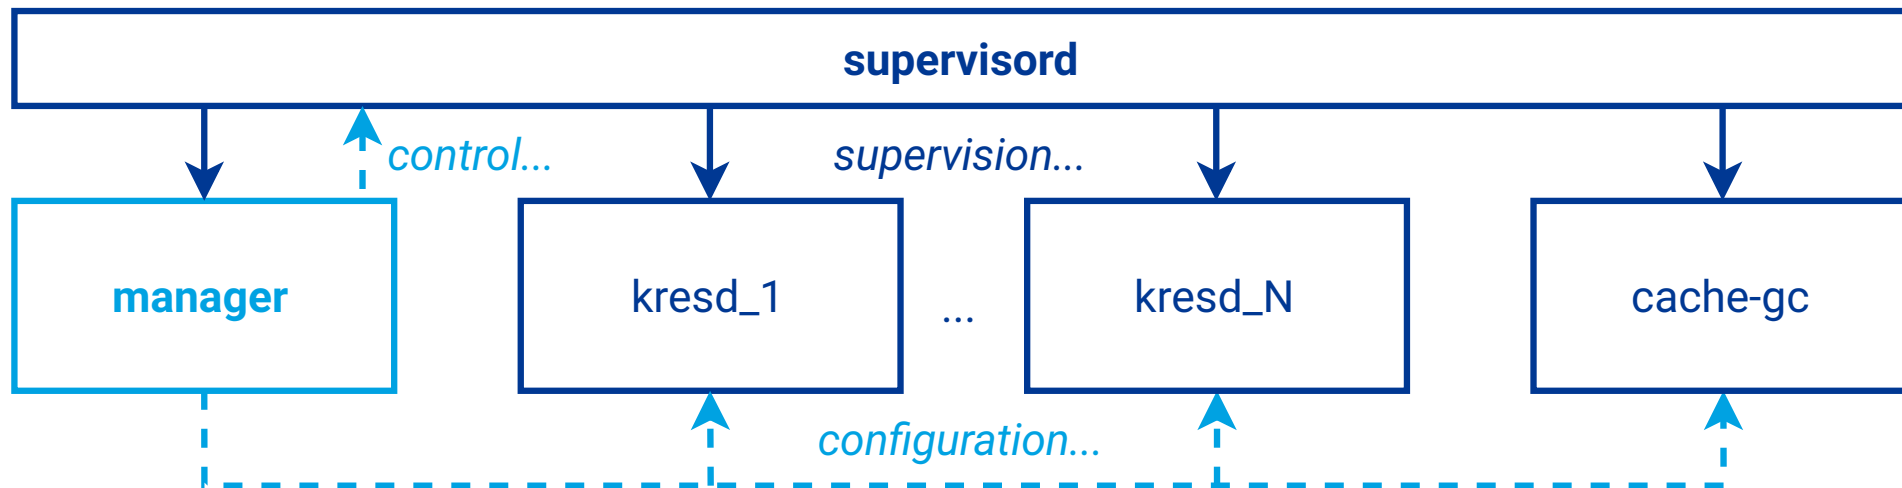 supervisord
control...
supervision...
manager
kresd_1
...
kresd_N
cache-gc
configuration...